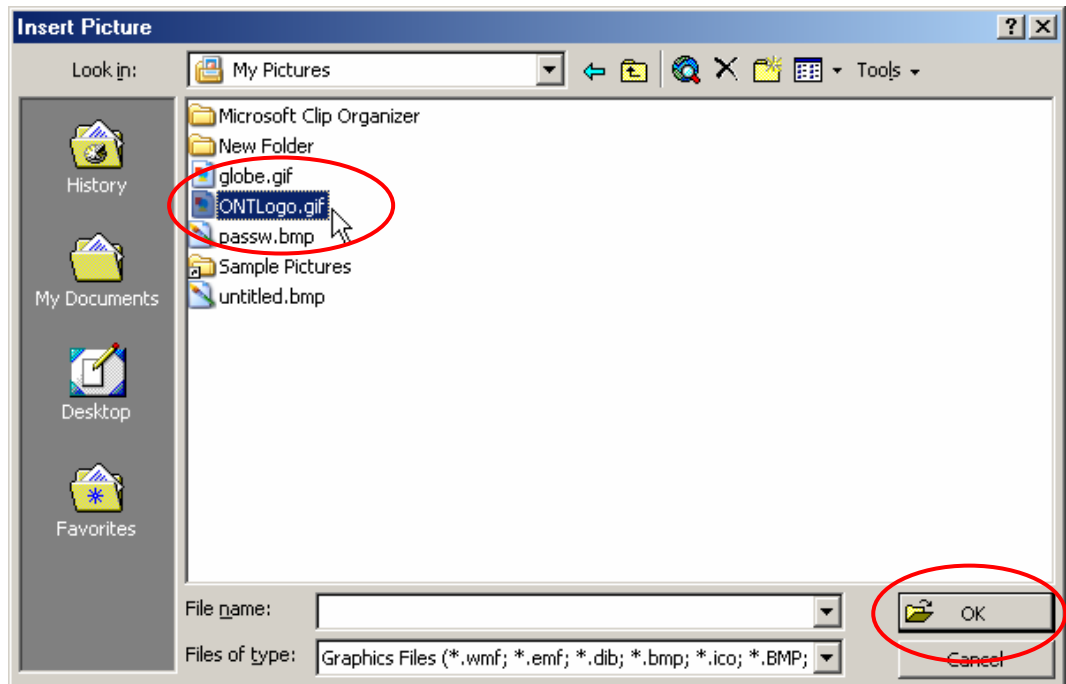 Insert Picture
Look in:
My Pictures
Tools
Microsoft Clip Organizer
New Folder
globe.gif
ONTLogo.gif
passw.bmp
Sample Pictures
untitled.bmp
History
My Documents
Desktop
Favorites
File name:
OK
Files of type:
Graphics Files (*.wmf; *.emf; *.dib; *.bmp; *.ico; *.BMP;
Cancel